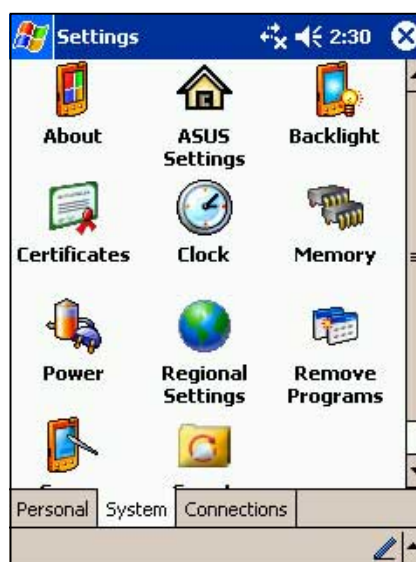 Settings 2:30
About ASUS Settings Backlight
Certificates Clock Memory
Power Regional Settings Remove Programs
Personal System Connections